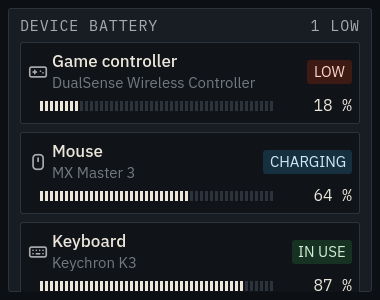 DEVICE BATTERY 1 LOW
Game controller
DualSense Wireless Controller
LOW
18 %
Mouse
MX Master 3
CHARGING
64 %
Keyboard
Keychron K3
IN USE
87 %